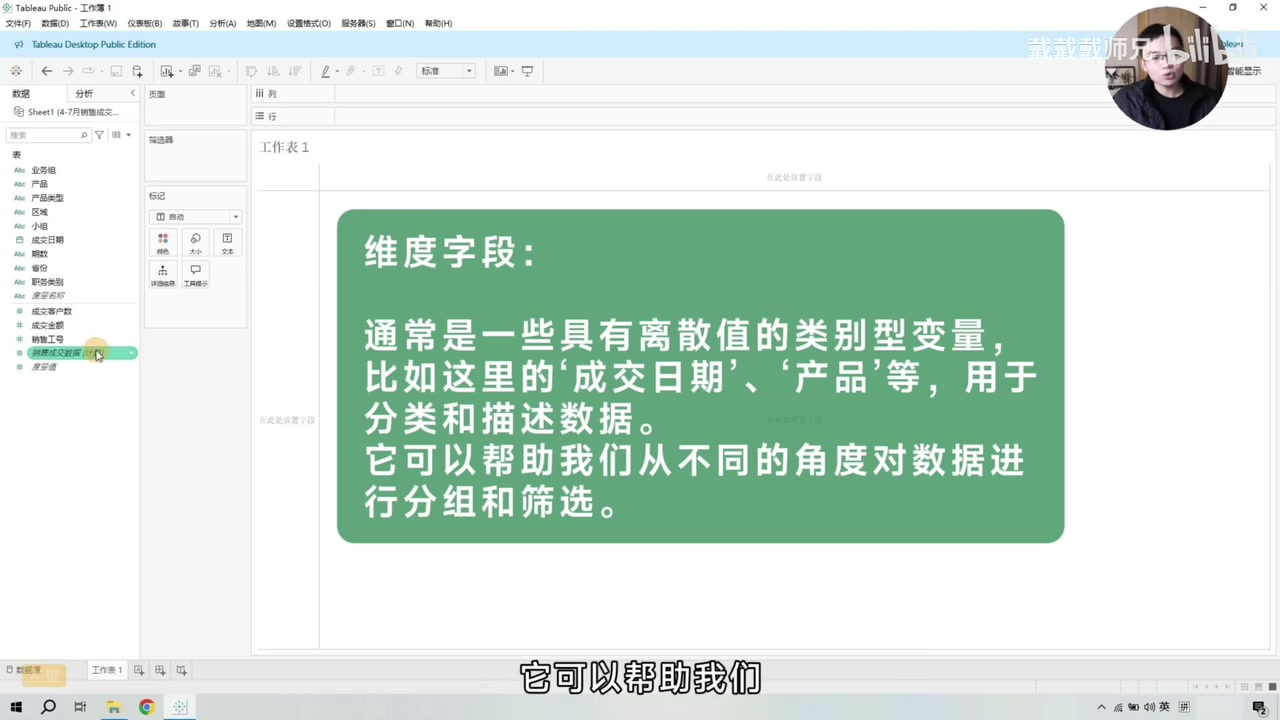 Tableau Public - 工作簿 1
文件(F) 数据(D) 工作表(W) 仪表板(B) 故事(T) 分析(A) 地图(M) 设置格式(O) 服务器(S) 窗口(N) 帮助(H)
Tableau Desktop Public Edition
戴戴戴师兄 bilibili
标准
智能显示
数据 分析
页面
列
Sheet1 (4-7月销售成交...
行
搜索
筛选器
工作表 1
表
Abc 业务组
Abc 产品
Abc 产品类型
Abc 区域
Abc 小组
成交日期
Abc 期数
Abc 省份
Abc 职务类别
Abc 度量名称
成交客户数
成交金额
销售工号
度量值
标记
自动
颜色 大小 文本
详细信息 工具提示
在此处放置字段
在此处放置字段
在此处放置字段
维度字段：
通常是一些具有离散值的类别型变量，
比如这里的‘成交日期’、‘产品’等，用于
分类和描述数据。
它可以帮助我们从不同的角度对数据进
行分组和筛选。
数据源
工作表 1
它可以帮助我们
英
拼
2